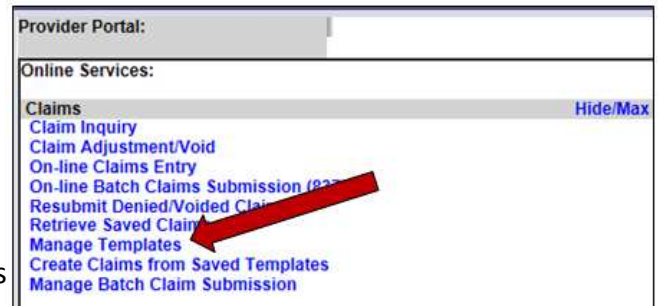 Provider Portal:
Online Services:
Claims Hide/Max
Claim Inquiry
Claim Adjustment/Void
On-line Claims Entry
On-line Batch Claims Submission
Resubmit Denied/Voided
Retrieve Saved
Manage Templates
Create Claims from Saved Templates
Manage Batch Claim Submission